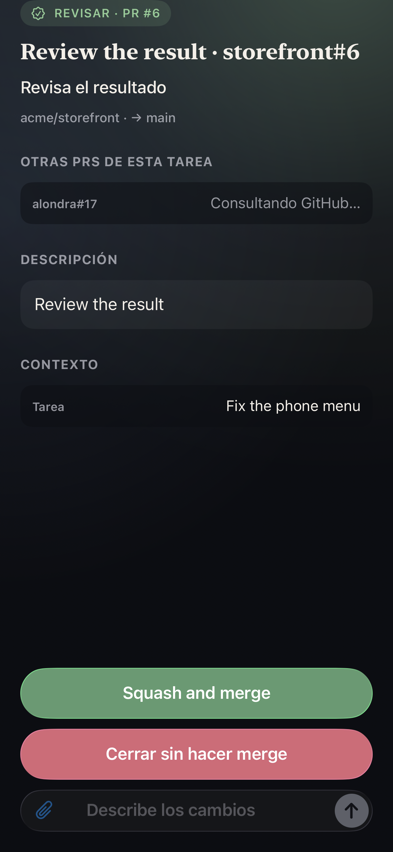 REVISAR · PR #6
Review the result · storefront#6
Revisa el resultado
acme/storefront · → main
OTRAS PRS DE ESTA TAREA
alondra#17 Consultando GitHub...
DESCRIPCIÓN
Review the result
CONTEXTO
Tarea Fix the phone menu
Squash and merge
Cerrar sin hacer merge
Describe los cambios